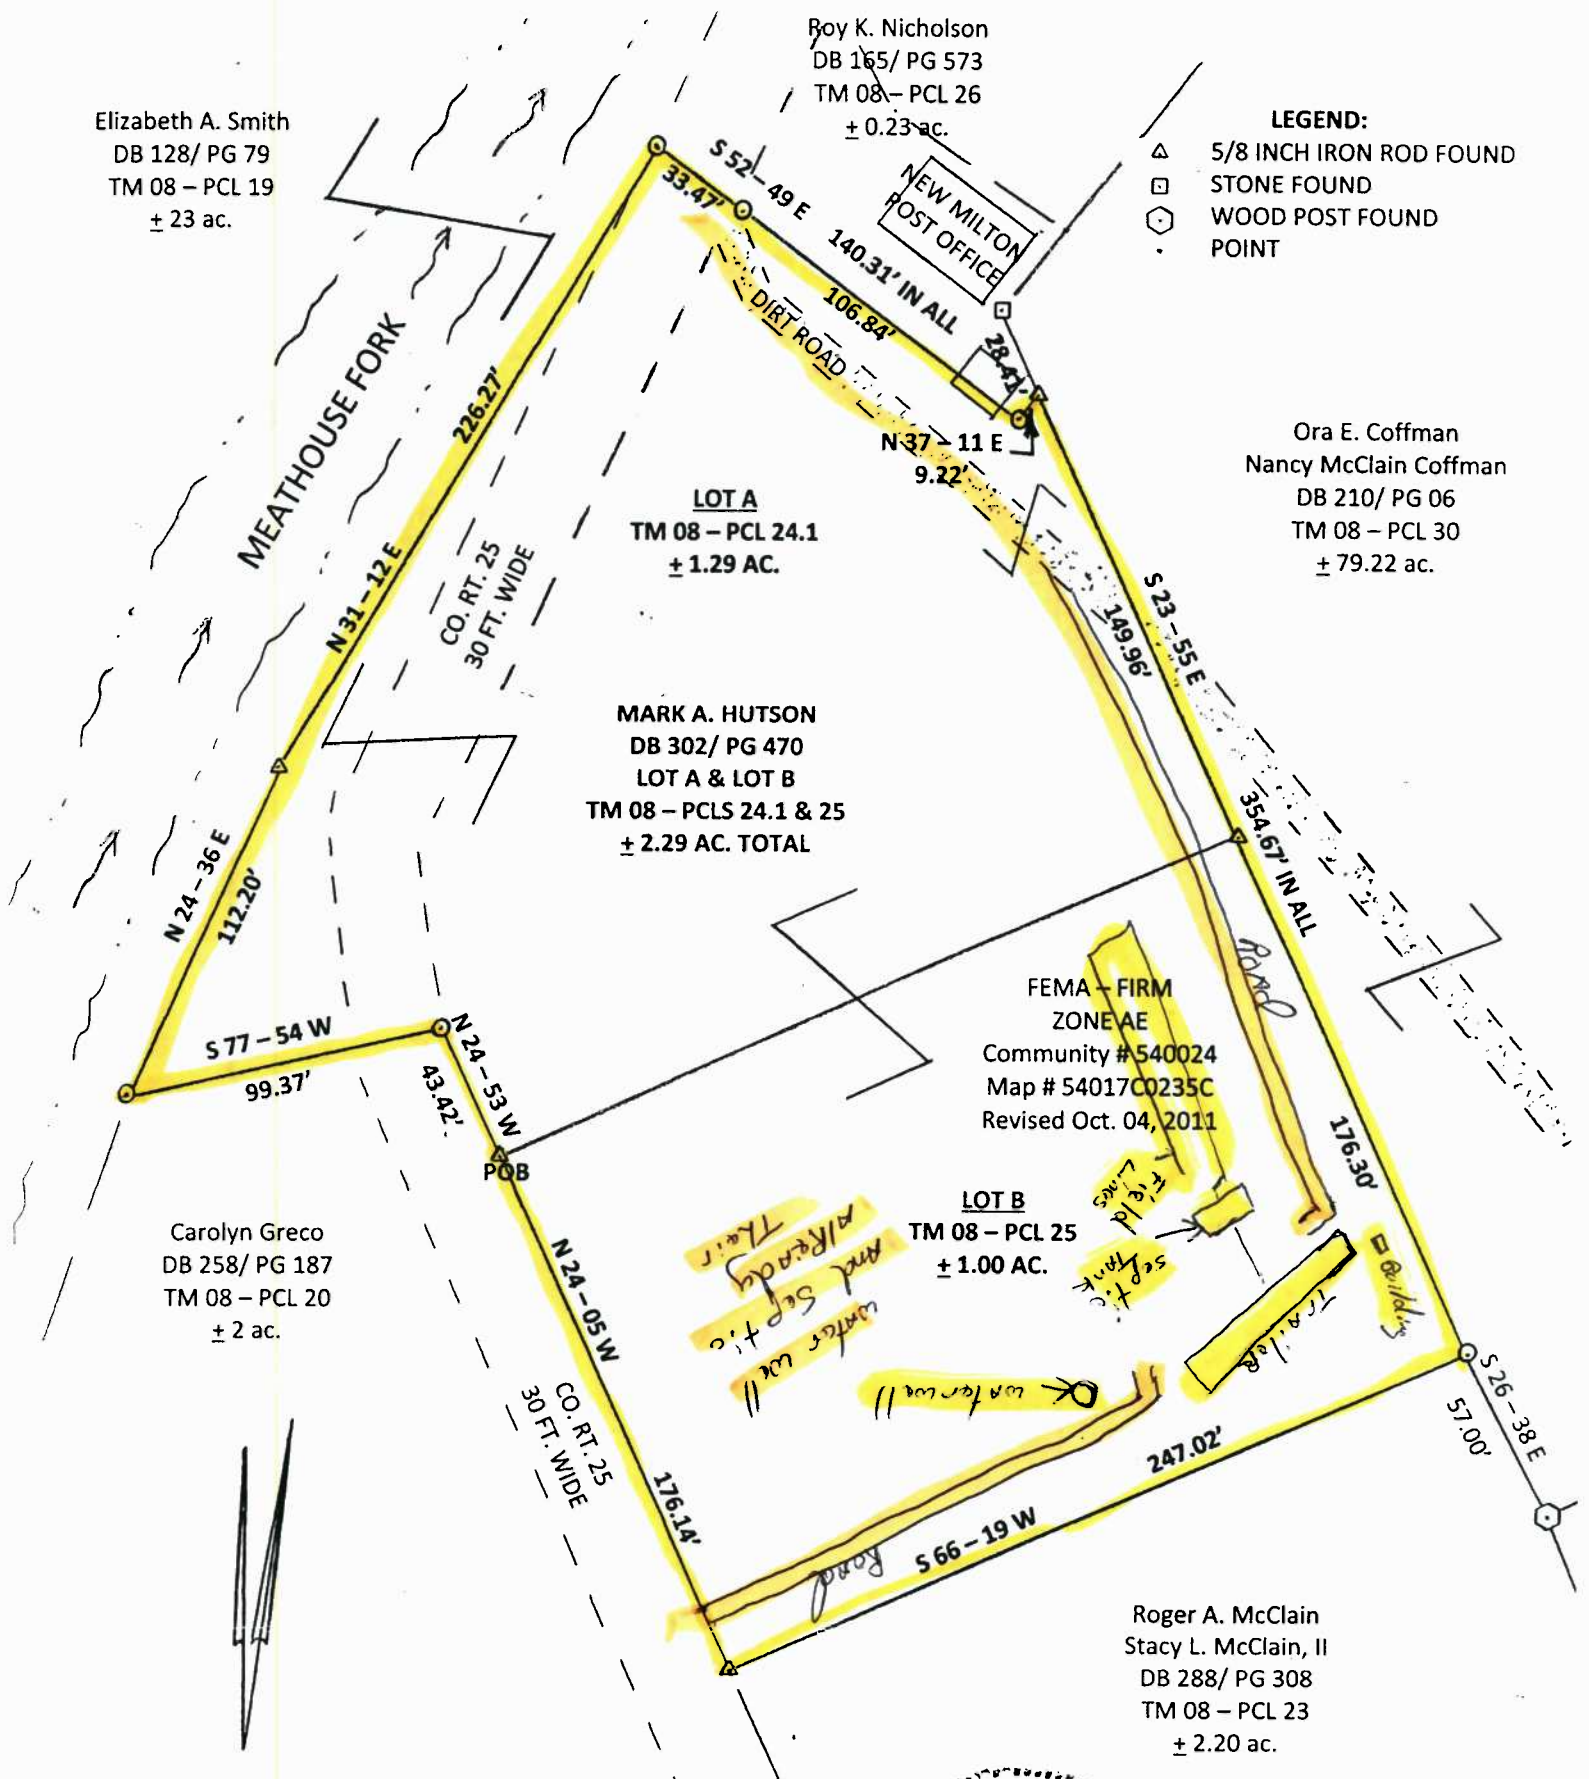 Roy K. Nicholson
DB 165/ PG 573
TM 08 – PCL 26
± 0.23 ac.
Elizabeth A. Smith
DB 128/ PG 79
TM 08 – PCL 19
± 23 ac.
LEGEND:
5/8 INCH IRON ROD FOUND
STONE FOUND
WOOD POST FOUND
POINT
S 52 – 49 E
33.47'
140.31' IN ALL
106.84'
NEW MILTON
POST OFFICE
28.41'
DIRT ROAD
N 37 – 11 E
9.22'
MEATHOUSE FORK
226.27'
N 31 – 12 E
CO. RT. 25
30 FT. WIDE
LOT A
TM 08 – PCL 24.1
± 1.29 AC.
Ora E. Coffman
Nancy McClain Coffman
DB 210/ PG 06
TM 08 – PCL 30
± 79.22 ac.
S 23 – 55 E
149.96'
354.67' IN ALL
MARK A. HUTSON
DB 302/ PG 470
LOT A & LOT B
TM 08 – PCLS 24.1 & 25
± 2.29 AC. TOTAL
N 24 – 36 E
112.20'
S 77 – 54 W
99.37'
N 24 – 53 W
43.42'
POB
Road
FEMA – FIRM
ZONE AE
Community # 540024
Map # 54017C0235C
Revised Oct. 04, 2011
176.30'
LOT B
TM 08 – PCL 25
± 1.00 AC.
Field
Lines
Septic
Tank
Trailer
Building
water well
And Septic
AlReady
Thair
water well
Carolyn Greco
DB 258/ PG 187
TM 08 – PCL 20
± 2 ac.
N 24 – 05 W
176.14'
CO. RT. 25
30 FT. WIDE
247.02'
S 66 – 19 W
Road
S 26 – 38 E
57.00'
Roger A. McClain
Stacy L. McClain, II
DB 288/ PG 308
TM 08 – PCL 23
± 2.20 ac.